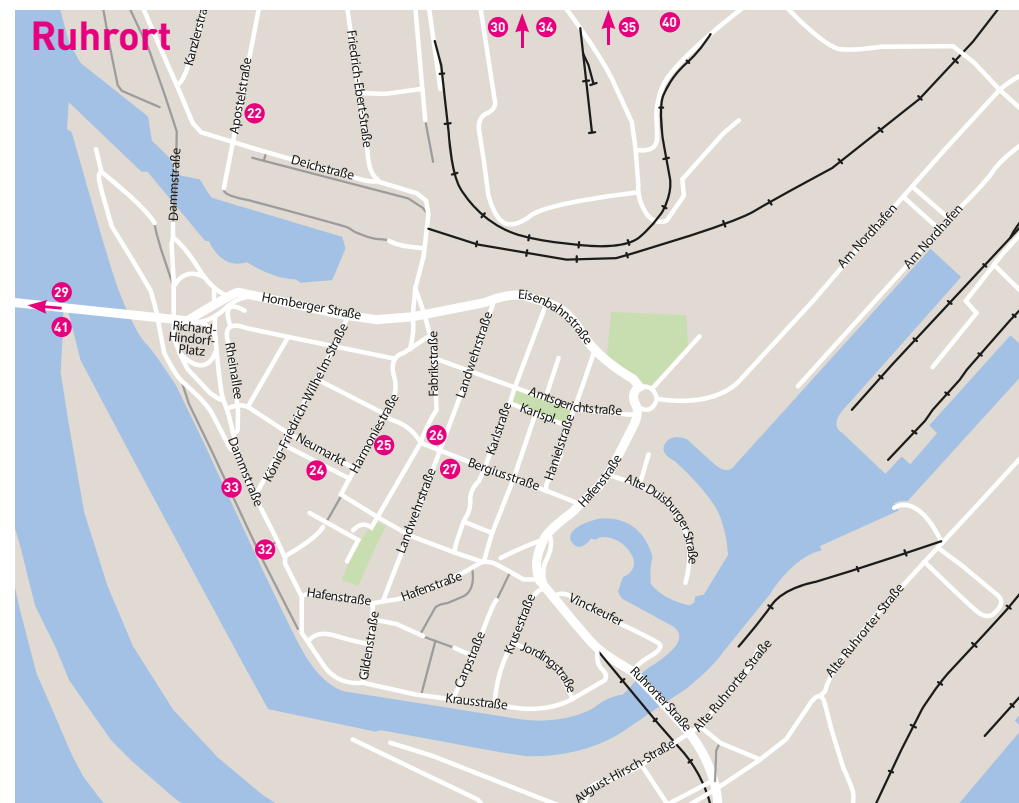 Ruhrort
30
34
35
40
Kanzlerstra
Apostelstraße
22
Friedrich-Ebert-Straße
Deichstraße
Dammstraße
Am Nordhafen
Am Nordhafen
29
41
Homberger Straße
Eisenbahnstraße
Richard-
Hindorf-
Platz
Rheinallee
König-Friedrich-Wilhelm-Straße
Fabrikstraße
Landwehrstraße
Amtsgerichtstraße
Karlspl.
Karlstraße
Hanielstraße
Harmoniestraße
26
25
Neumarkt
24
27
Bergiusstraße
Dammstraße
33
Landwehrstraße
Hafenstraße
Alte Duisburger Straße
32
Hafenstraße
Hafenstraße
Vinckeufer
Gildenstraße
Carpstraße
Krusestraße
Jordingstraße
Krausstraße
Ruhrorter Straße
Alte Ruhrorter Straße
Alte Ruhrorter Straße
August-Hirsch-Straße